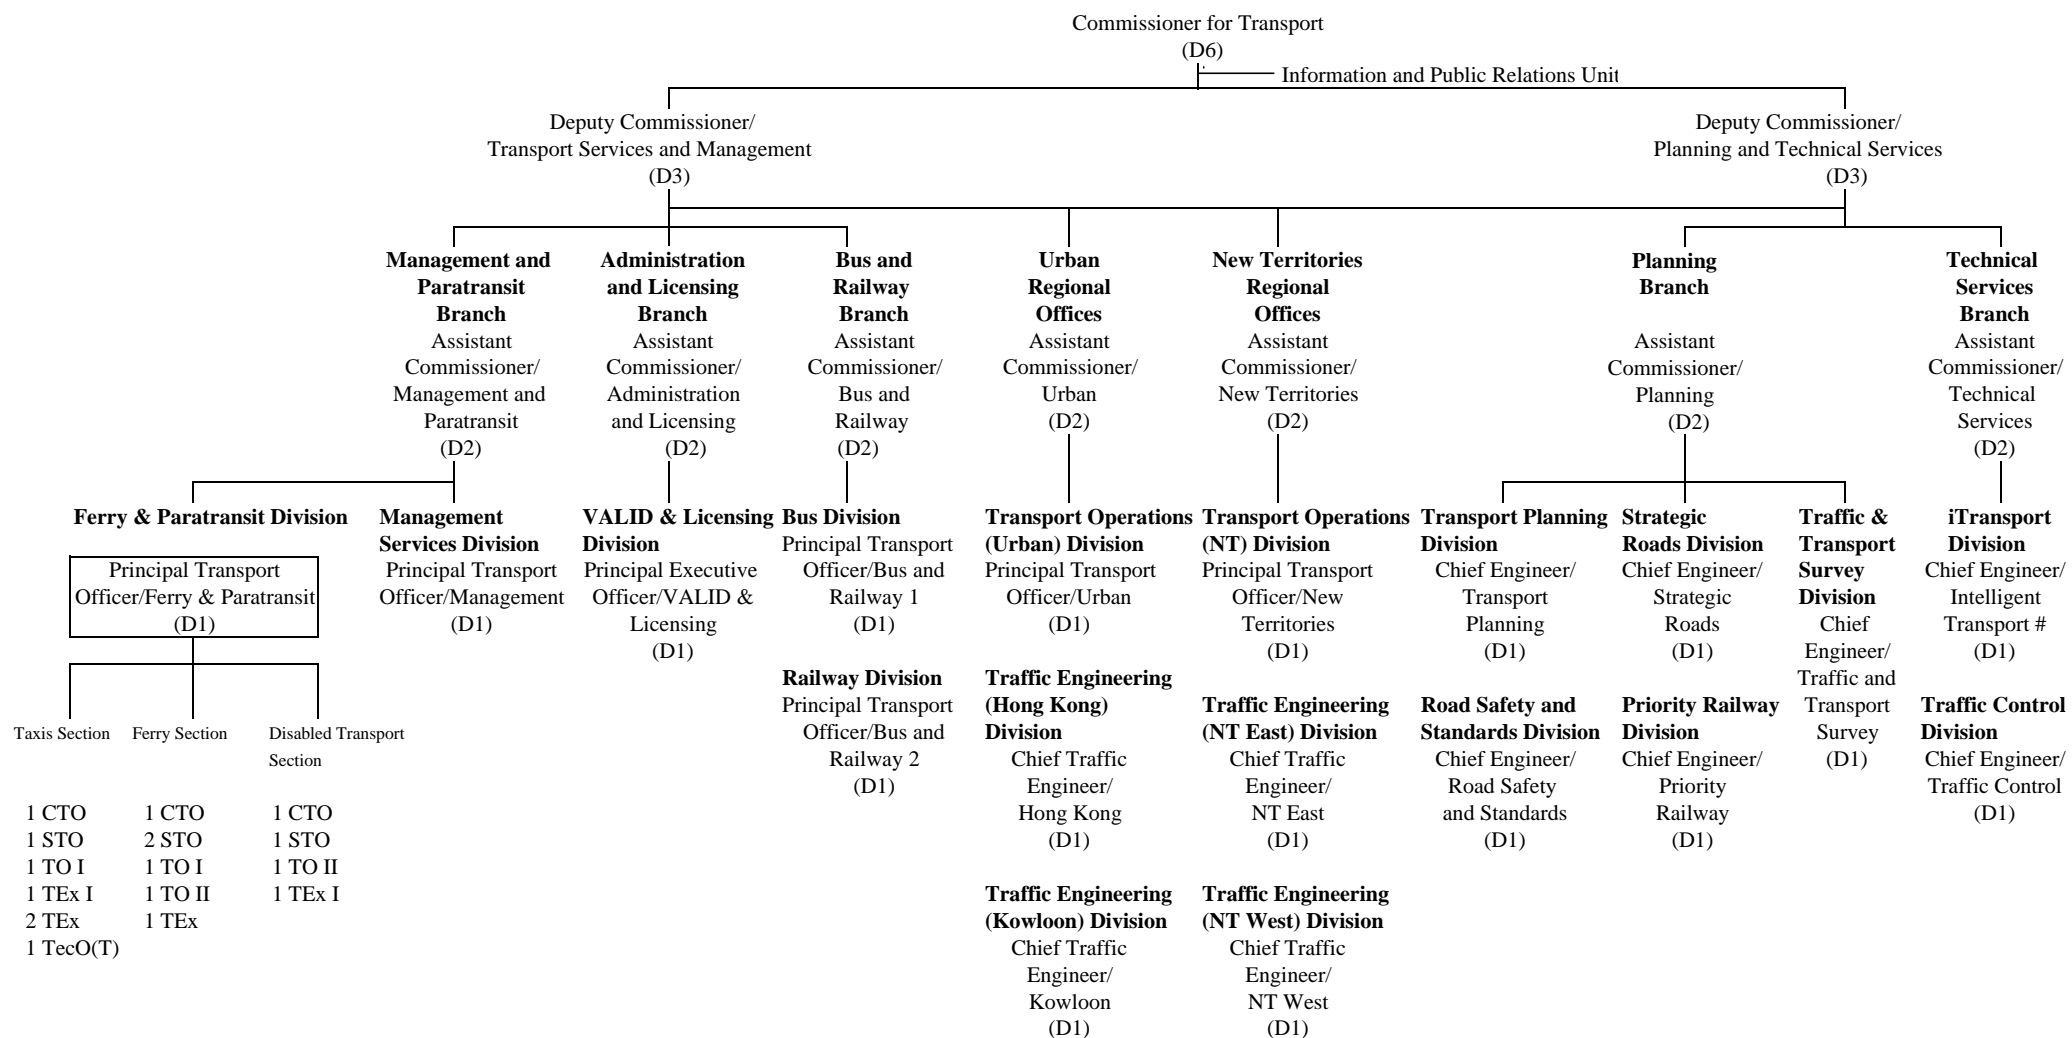 Commissioner for Transport
(D6)
Information and Public Relations Unit
Deputy Commissioner/
Transport Services and Management
(D3)
Deputy Commissioner/
Planning and Technical Services
(D3)
Management and
Paratransit
Branch
Assistant
Commissioner/
Management and
Paratransit
(D2)
Administration
and Licensing
Branch
Assistant
Commissioner/
Administration
and Licensing
(D2)
Bus and
Railway
Branch
Assistant
Commissioner/
Bus and
Railway
(D2)
Urban
Regional
Offices
Assistant
Commissioner/
Urban
(D2)
New Territories
Regional
Offices
Assistant
Commissioner/
New Territories
(D2)
Planning
Branch
Assistant
Commissioner/
Planning
(D2)
Technical
Services
Branch
Assistant
Commissioner/
Technical
Services
(D2)
Ferry & Paratransit Division
Principal Transport
Officer/Ferry & Paratransit
(D1)
Taxis Section
1 CTO
1 STO
1 TO I
1 TEx I
2 TEx
1 TecO(T)
Ferry Section
1 CTO
2 STO
1 TO I
1 TO II
1 TEx
Disabled Transport
Section
1 CTO
1 STO
1 TO II
1 TEx I
Management
Services Division
Principal Transport
Officer/Management
(D1)
VALID & Licensing
Division
Principal Executive
Officer/VALID &
Licensing
(D1)
Bus Division
Principal Transport
Officer/Bus and
Railway 1
(D1)
Railway Division
Principal Transport
Officer/Bus and
Railway 2
(D1)
Transport Operations
(Urban) Division
Principal Transport
Officer/Urban
(D1)
Traffic Engineering
(Hong Kong)
Division
Chief Traffic
Engineer/
Hong Kong
(D1)
Traffic Engineering
(Kowloon) Division
Chief Traffic
Engineer/
Kowloon
(D1)
Transport Operations
(NT) Division
Principal Transport
Officer/New
Territories
(D1)
Traffic Engineering
(NT East) Division
Chief Traffic
Engineer/
NT East
(D1)
Traffic Engineering
(NT West) Division
Chief Traffic
Engineer/
NT West
(D1)
Transport Planning
Division
Chief Engineer/
Transport
Planning
(D1)
Road Safety and
Standards Division
Chief Engineer/
Road Safety
and Standards
(D1)
Strategic
Roads Division
Chief Engineer/
Strategic
Roads
(D1)
Priority Railway
Division
Chief Engineer/
Priority
Railway
(D1)
Traffic &
Transport
Survey
Division
Chief
Engineer/
Traffic and
Transport
Survey
(D1)
iTransport
Division
Chief Engineer/
Intelligent
Transport #
(D1)
Traffic Control
Division
Chief Engineer/
Traffic Control
(D1)